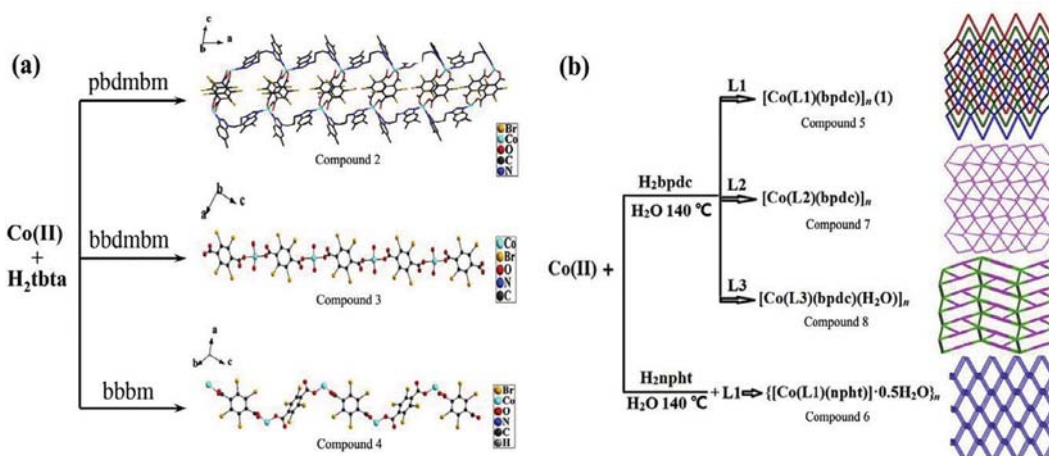 (a)
c
a
b
pbdmbm
Compound 2
Br
Co
O
C
N
Co(II)
+
H₂tbta
bbdmbm
b
c
a
Compound 3
Co
Br
O
N
C
bbbm
a
b
c
Compound 4
Br
Co
O
N
C
H
(b)
Co(II) +
H₂bpdc
H₂O 140 ℃
L1
[Co(L1)(bpdc)]ₙ (1)
Compound 5
L2
[Co(L2)(bpdc)]ₙ
Compound 7
L3
[Co(L3)(bpdc)(H₂O)]ₙ
Compound 8
H₂npht
H₂O 140 ℃
+ L1
{[Co(L1)(npht)]·0.5H₂O}ₙ
Compound 6